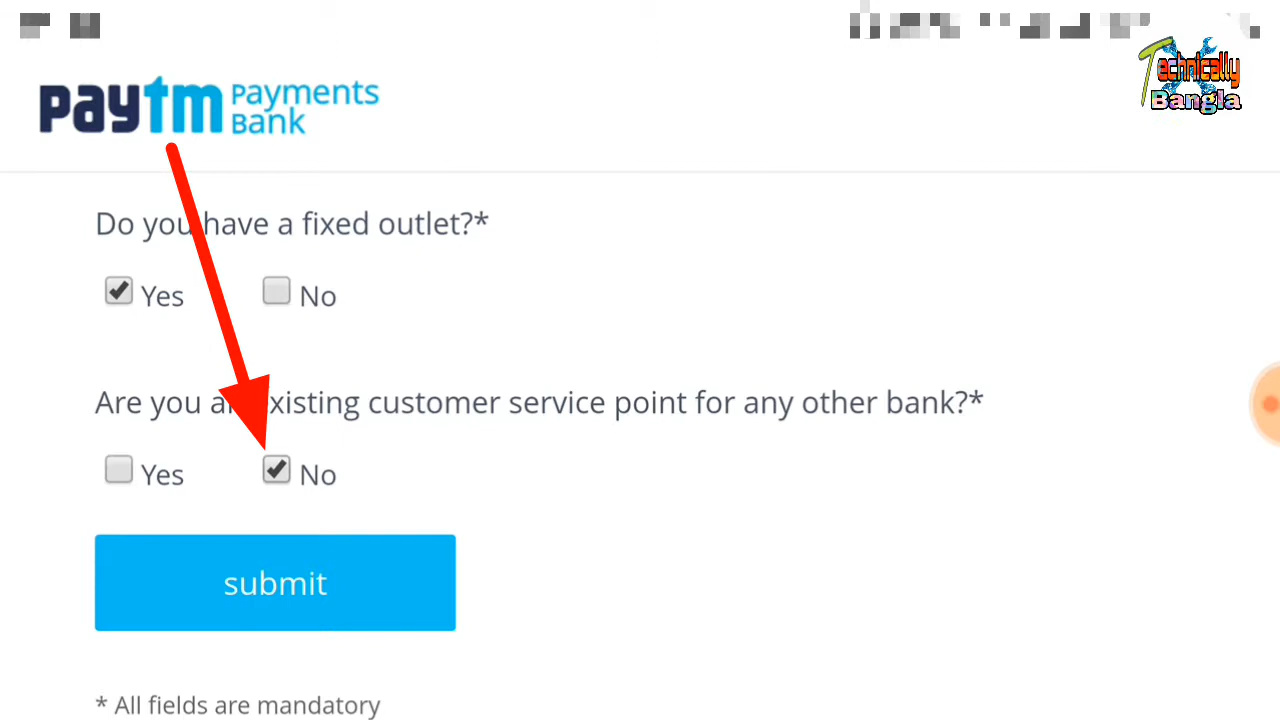 paytm Payments Bank
Technically Bangla
Do you have a fixed outlet?*
Yes No
Are you an existing customer service point for any other bank?*
Yes No
submit
* All fields are mandatory